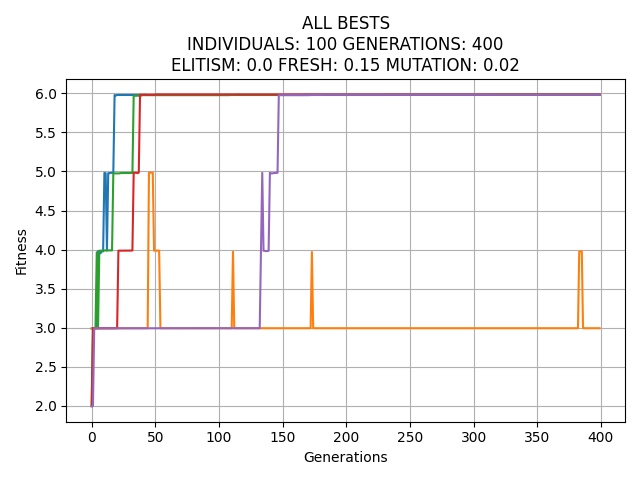 ALL BESTS
INDIVIDUALS: 100 GENERATIONS: 400
ELITISM: 0.0 FRESH: 0.15 MUTATION: 0.02
6.0
5.5
5.0
4.5
4.0
3.5
3.0
2.5
2.0
Fitness
0 50 100 150 200 250 300 350 400
Generations